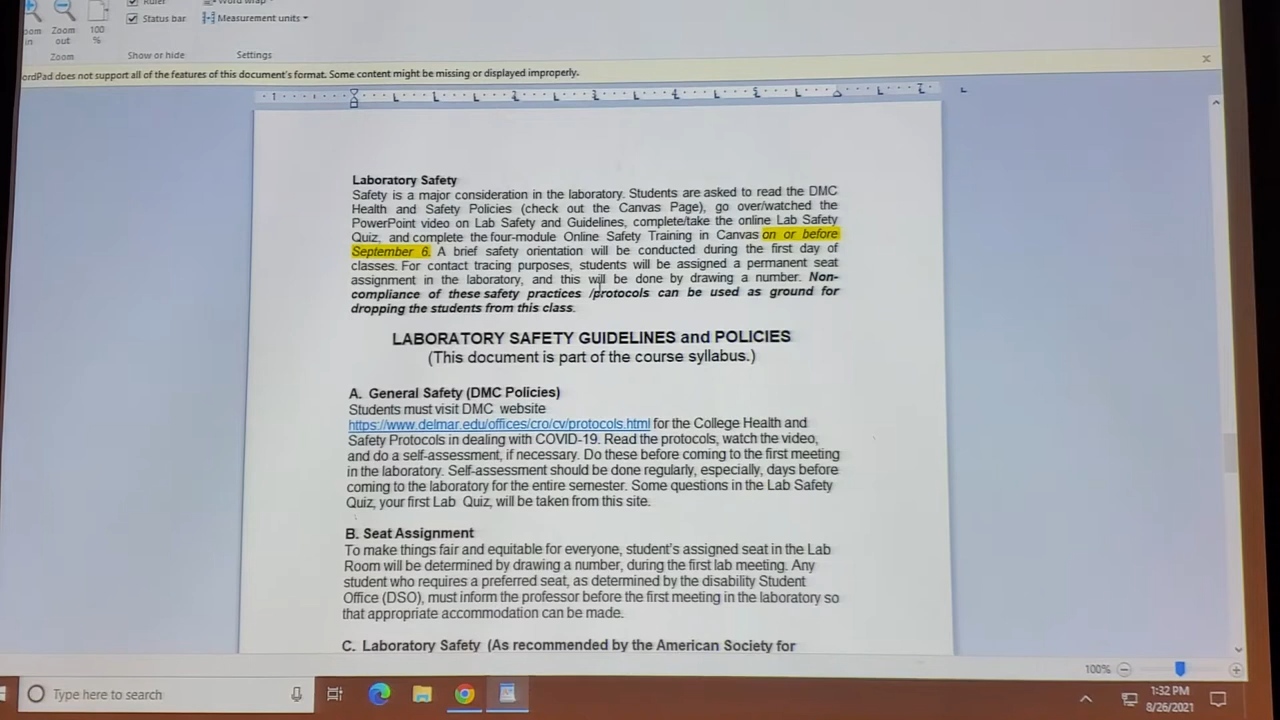 Zoom
out
100
%
Zoom
Status bar
Show or hide
Measurement units
Settings
does not support all of the features of this document's format. Some content might be missing or displayed improperly.
Laboratory Safety
Safety is a major consideration in the laboratory. Students are asked to read the DMC
Health and Safety Policies (check out the Canvas Page), go over/watched the
PowerPoint video on Lab Safety and Guidelines, complete/take the online Lab Safety
Quiz, and complete the four-module Online Safety Training in Canvas on or before
September 6. A brief safety orientation will be conducted during the first day of
classes. For contact tracing purposes, students will be assigned a permanent seat
assignment in the laboratory, and this will be done by drawing a number. Non-
compliance of these safety practices /protocols can be used as ground for
dropping the students from this class.
LABORATORY SAFETY GUIDELINES and POLICIES
(This document is part of the course syllabus.)
A. General Safety (DMC Policies)
Students must visit DMC website
https://www.delmar.edu/offices/cro/cv/protocols.html for the College Health and
Safety Protocols in dealing with COVID-19. Read the protocols, watch the video,
and do a self-assessment, if necessary. Do these before coming to the first meeting
in the laboratory. Self-assessment should be done regularly, especially, days before
coming to the laboratory for the entire semester. Some questions in the Lab Safety
Quiz, your first Lab Quiz, will be taken from this site.
B. Seat Assignment
To make things fair and equitable for everyone, student's assigned seat in the Lab
Room will be determined by drawing a number, during the first lab meeting. Any
student who requires a preferred seat, as determined by the disability Student
Office (DSO), must inform the professor before the first meeting in the laboratory so
that appropriate accommodation can be made.
C. Laboratory Safety (As recommended by the American Society for
100%
Type here to search
1:32 PM
8/26/2021